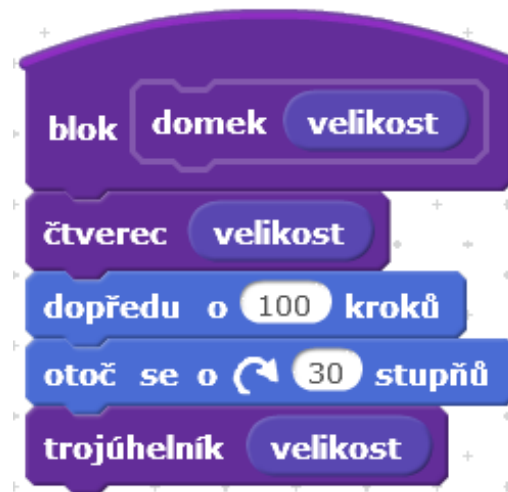 blok domek velikost
čtverec velikost
dopředu o 100 kroků
otoč se o 30 stupňů
trojúhelník velikost